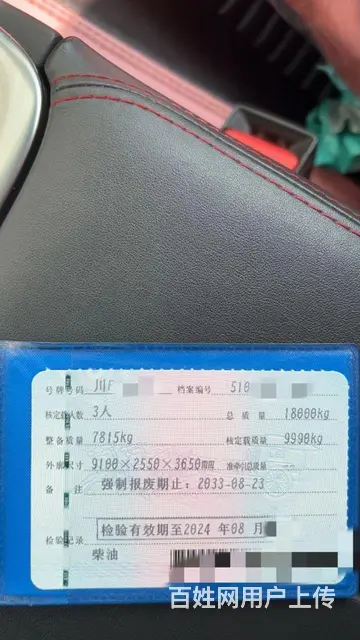 号牌号码 川F 档案编号 510
核定载人数 3人 总质量 18000kg
整备质量 7815kg 核定载质量 9990kg
外廓尺寸 9100×2550×3650mm 准牵引总质量
备注 强制报废期止：2033-08-23
检验有效期至2024 年08 月
检验记录
柴油
百姓网用户上传